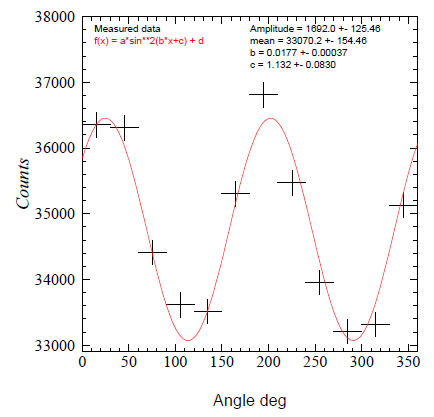 38000
37000
36000
35000
34000
33000
Counts
Measured data
f(x) = a*sin**2(b*x+c) + d
Amplitude = 1692.0 +- 125.46
mean = 33070.2 +- 154.46
b = 0.0177 +- 0.00037
c = 1.132 +- 0.0830
0 50 100 150 200 250 300 350
Angle deg